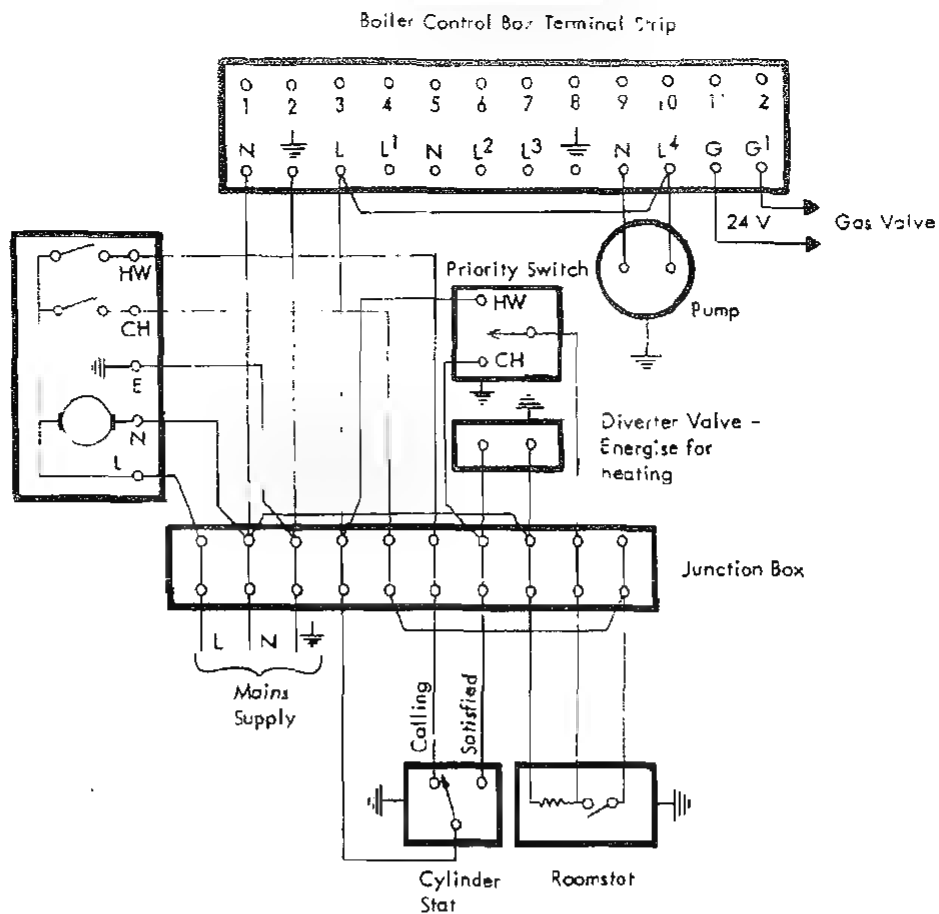 Boiler Control Box Terminal Strip
1 2 3 4 5 6 7 8 9 10 11 2
N L L1 N L2 L3 N L4 G G1
24 V
Gas Valve
HW
CH
E
N
L
Priority Switch
HW
CH
Pump
Diverter Valve -
Energise for
heating
Junction Box
L N
Mains
Supply
Calling
Satisfied
Cylinder
Stat
Roomstat